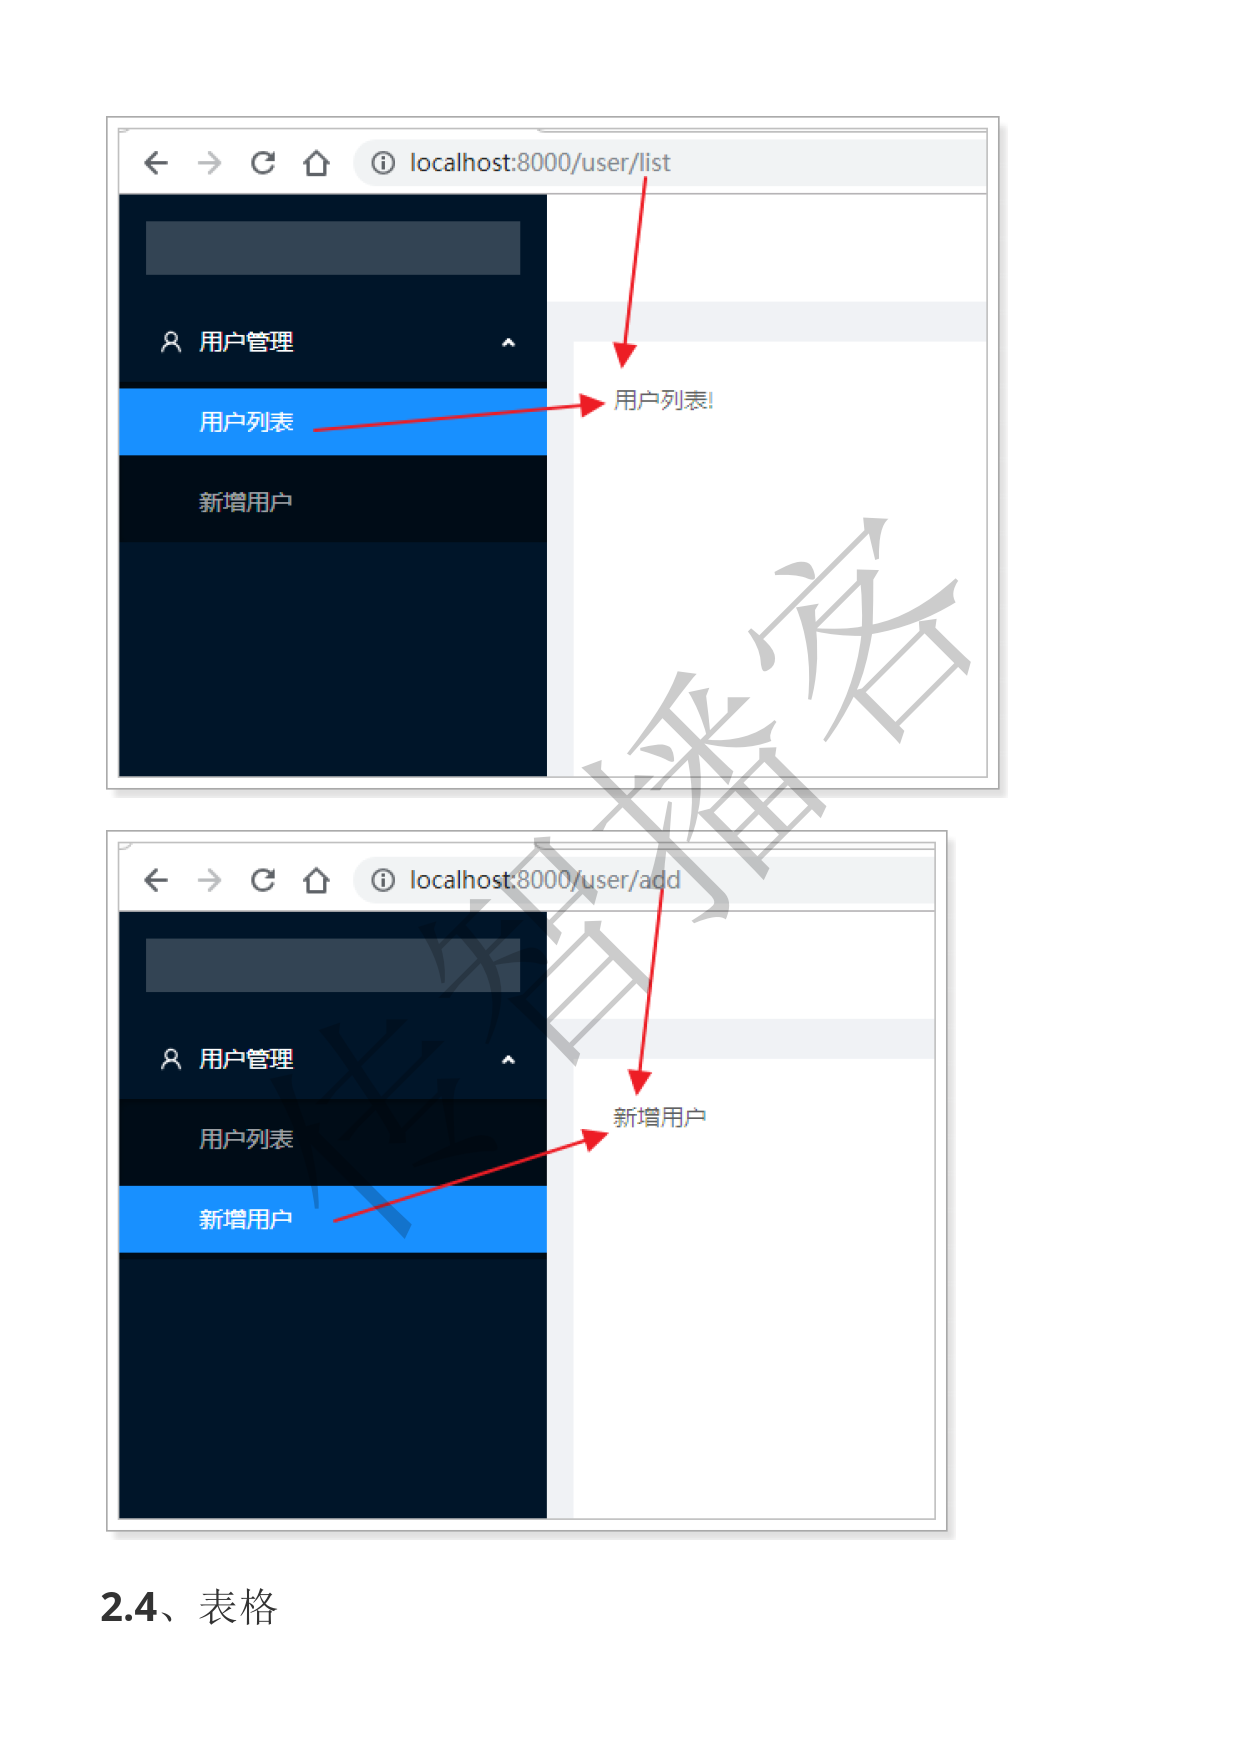 localhost:8000/user/list
用户管理
用户列表
用户列表!
新增用户
localhost:8000/user/add
用户管理
新增用户
用户列表
新增用户
传智播客
2.4、表格